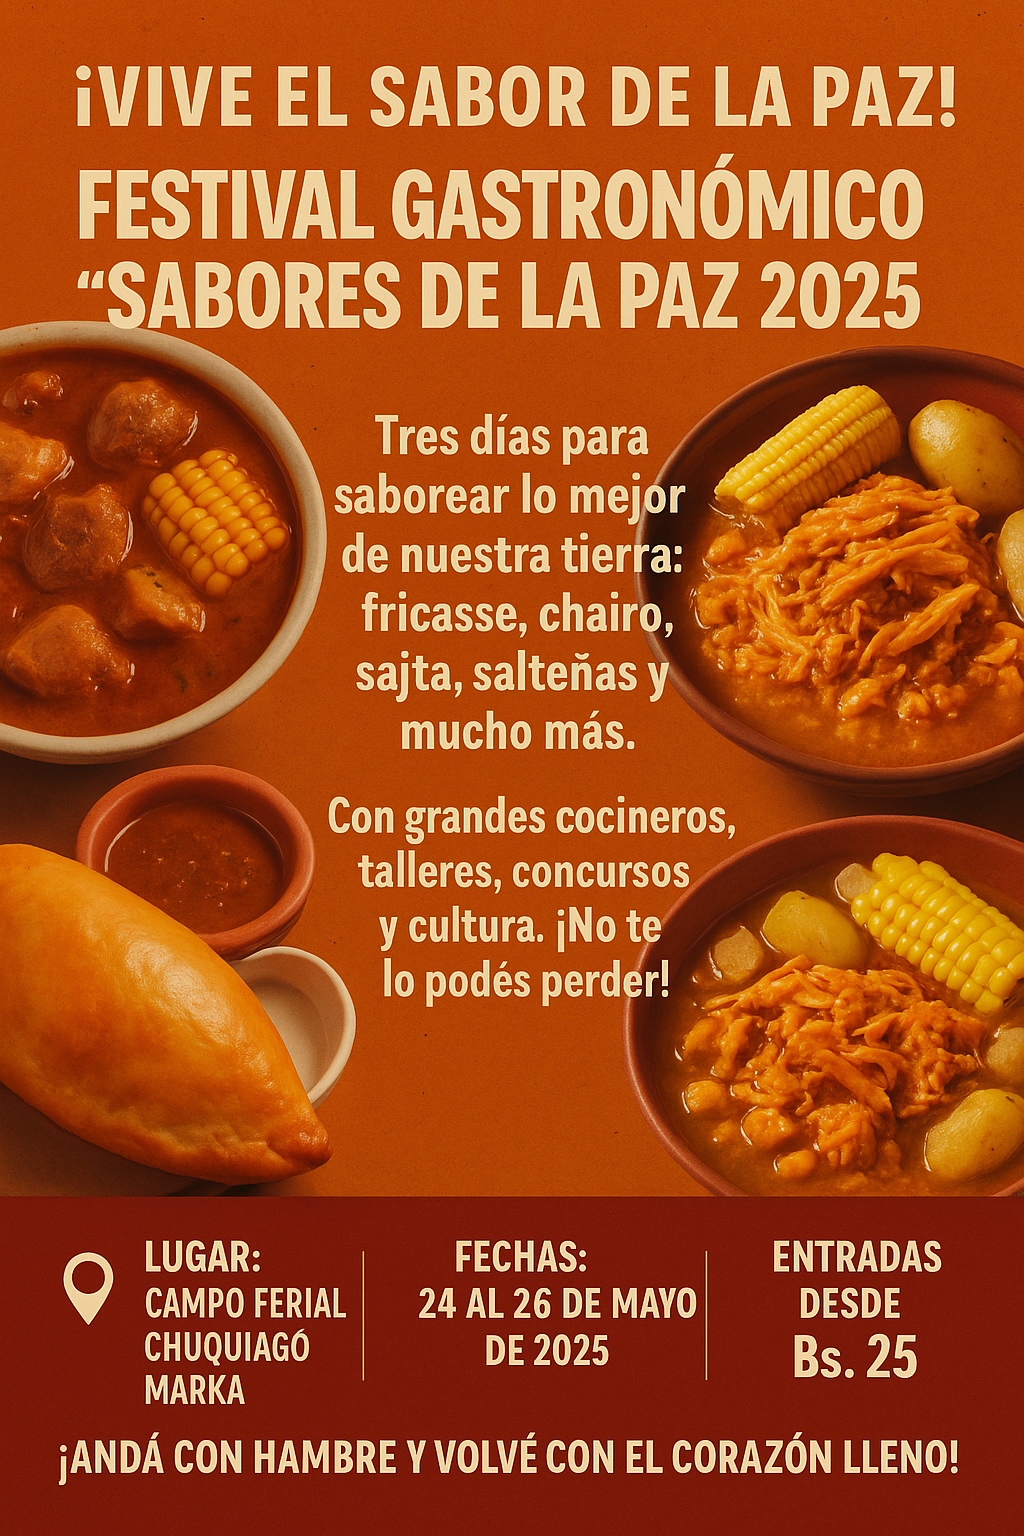 ¡VIVE EL SABOR DE LA PAZ!
FESTIVAL GASTRONÓMICO
“SABORES DE LA PAZ 2025
Tres días para
saborear lo mejor
de nuestra tierra:
fricasse, chairo,
sajta, salteñas y
mucho más.
Con grandes cocineros,
talleres, concursos
y cultura. ¡No te
lo podés perder!
LUGAR:
CAMPO FERIAL
CHUQUIAGÓ
MARKA
FECHAS:
24 AL 26 DE MAYO
DE 2025
ENTRADAS
DESDE
Bs. 25
¡ANDÁ CON HAMBRE Y VOLVÉ CON EL CORAZÓN LLENO!